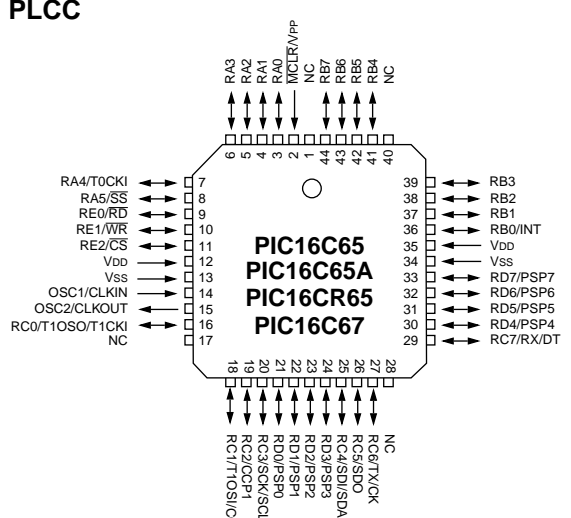 PLCC
RA3
RA2
RA1
RA0
MCLR/VPP
NC
RB7
RB6
RB5
RB4
NC
6
5
4
3
2
1
44
43
42
41
40
RA4/T0CKI 7
RA5/SS 8
RE0/RD 9
RE1/WR 10
RE2/CS 11
VDD 12
VSS 13
OSC1/CLKIN 14
OSC2/CLKOUT 15
RC0/T1OSO/T1CKI 16
NC 17
PIC16C65
PIC16C65A
PIC16CR65
PIC16C67
39 RB3
38 RB2
37 RB1
36 RB0/INT
35 VDD
34 VSS
33 RD7/PSP7
32 RD6/PSP6
31 RD5/PSP5
30 RD4/PSP4
29 RC7/RX/DT
18
19
20
21
22
23
24
25
26
27
28
RC1/T1OSI/C
RC2/CCP1
RC3/SCK/SCL
RD0/PSP0
RD1/PSP1
RD2/PSP2
RD3/PSP3
RC4/SDI/SDA
RC5/SDO
RC6/TX/CK
NC